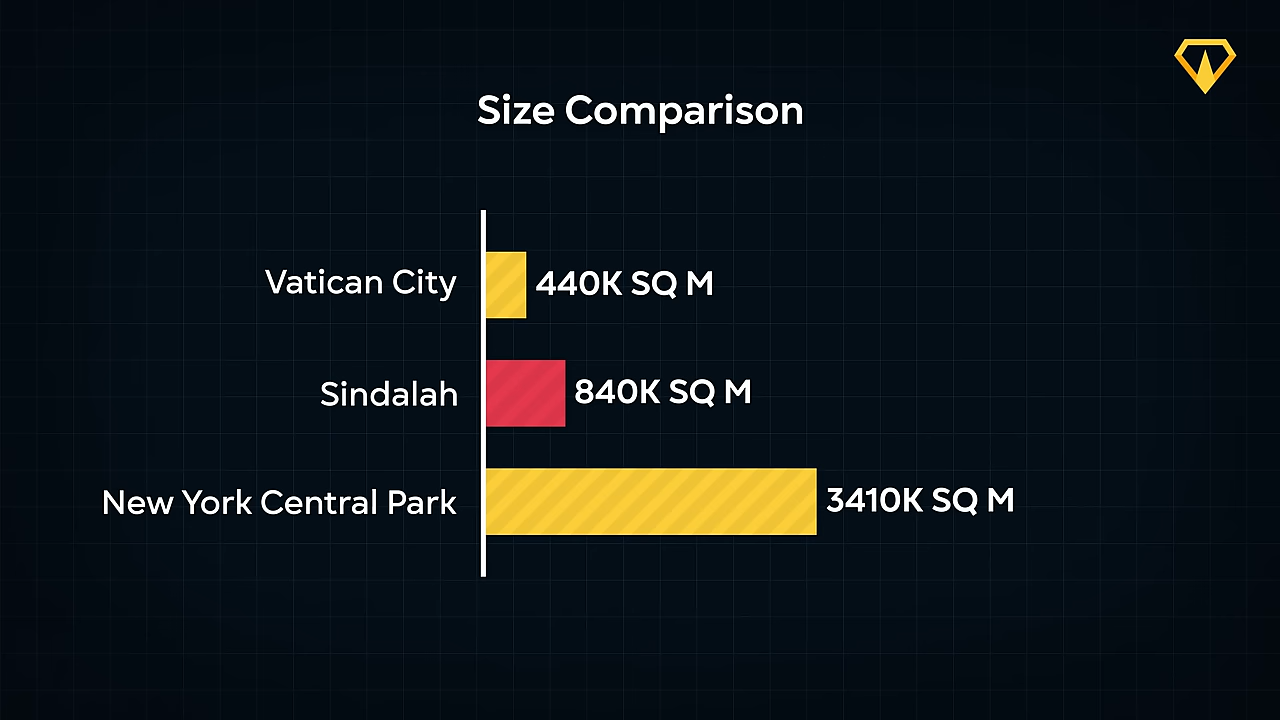 Size Comparison
Vatican City 440K SQ M
Sindalah 840K SQ M
New York Central Park 3410K SQ M